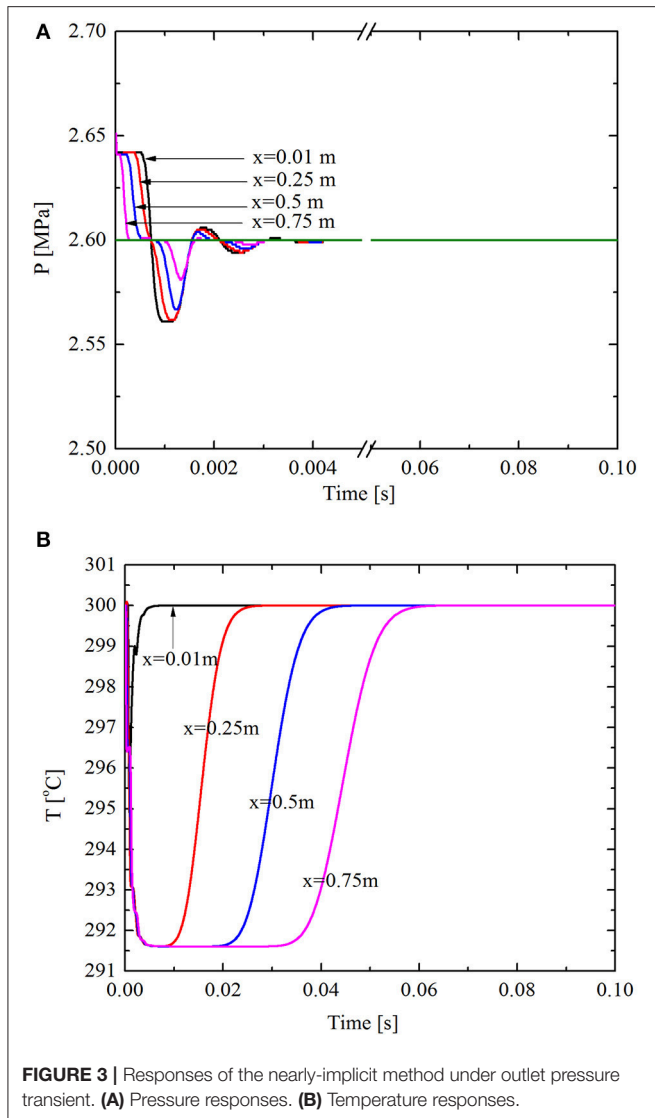 A
2.70
2.65
2.60
2.55
2.50
P [MPa]
x=0.01 m
x=0.25 m
x=0.5 m
x=0.75 m
0.000 0.002 0.004 0.06 0.08 0.10
Time [s]
B
301
300
299
298
297
296
295
294
293
292
291
T [°C]
x=0.01m
x=0.25m
x=0.5m
x=0.75m
0.00 0.02 0.04 0.06 0.08 0.10
Time [s]
FIGURE 3 | Responses of the nearly-implicit method under outlet pressure
transient. (A) Pressure responses. (B) Temperature responses.